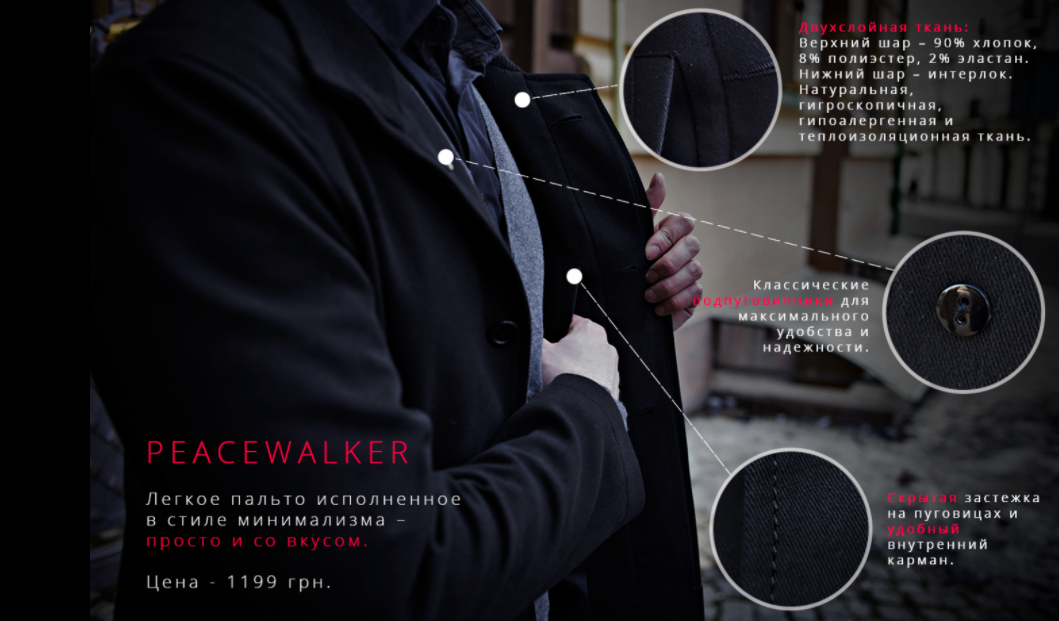 Двухслойная ткань:
Верхний шар – 90% хлопок,
8% полиэстер, 2% эластан.
Нижний шар – интерлок.
Натуральная,
гигроскопичная,
гипоалергенная и
теплоизоляционная ткань.
Классические
подпуговичники для
максимального
удобства и
надежности.
PEACEWALKER
Легкое пальто исполненное
в стиле минимализма –
просто и со вкусом.
Цена - 1199 грн.
Скрытая застежка
на пуговицах и
удобный
внутренний
карман.